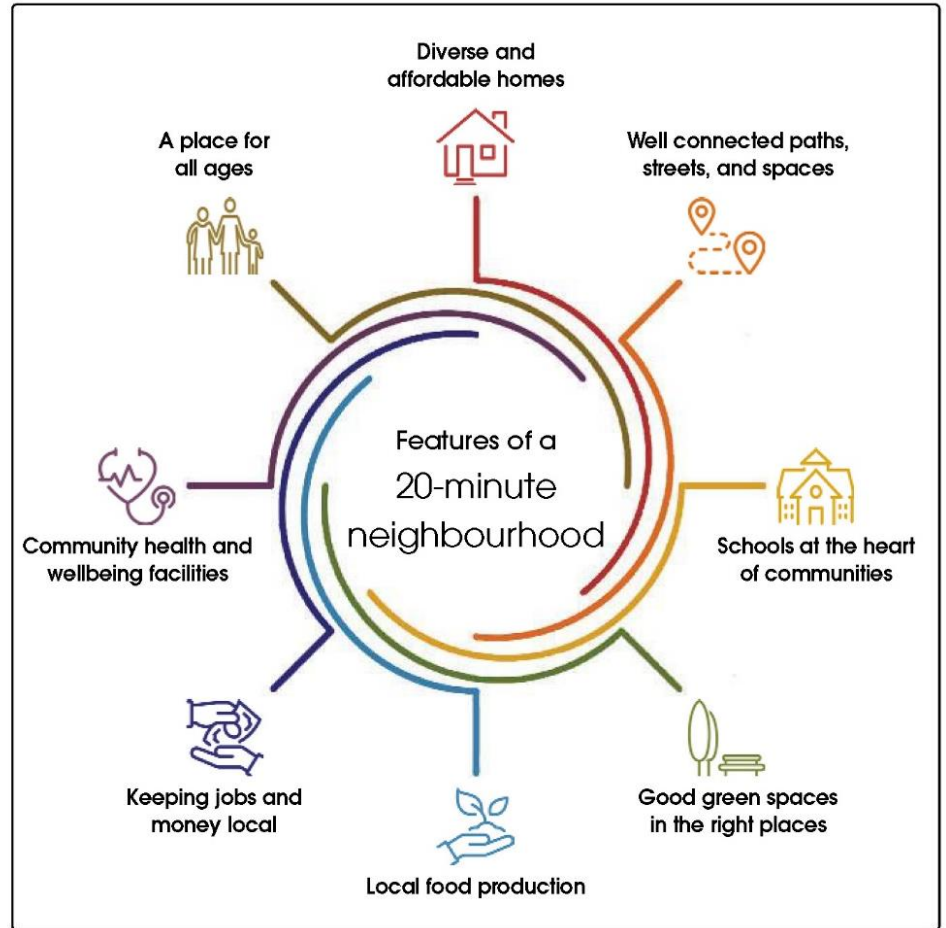 Diverse and
affordable homes
Well connected paths,
streets, and spaces
Schools at the heart
of communities
Good green spaces
in the right places
Local food production
Keeping jobs and
money local
Community health and
wellbeing facilities
A place for
all ages
Features of a
20-minute
neighbourhood